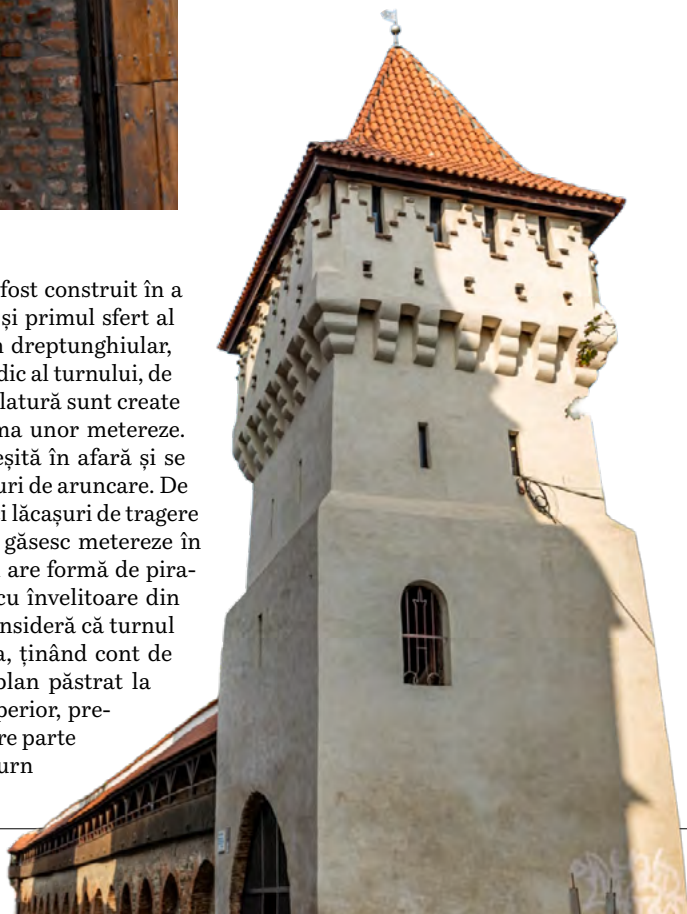 fost construit în a
și primul sfert al
dreptunghiular,
dic al turnului, de
latură sunt create
ma unor metereze.
eșită în afară și se
uri de aruncare. De
i lăcașuri de tragere
găsesc metereze în
are formă de pira-
cu învelitoare din
nsideră că turnul
a, ținând cont de
plan păstrat la
perior, pre-
re parte
urn